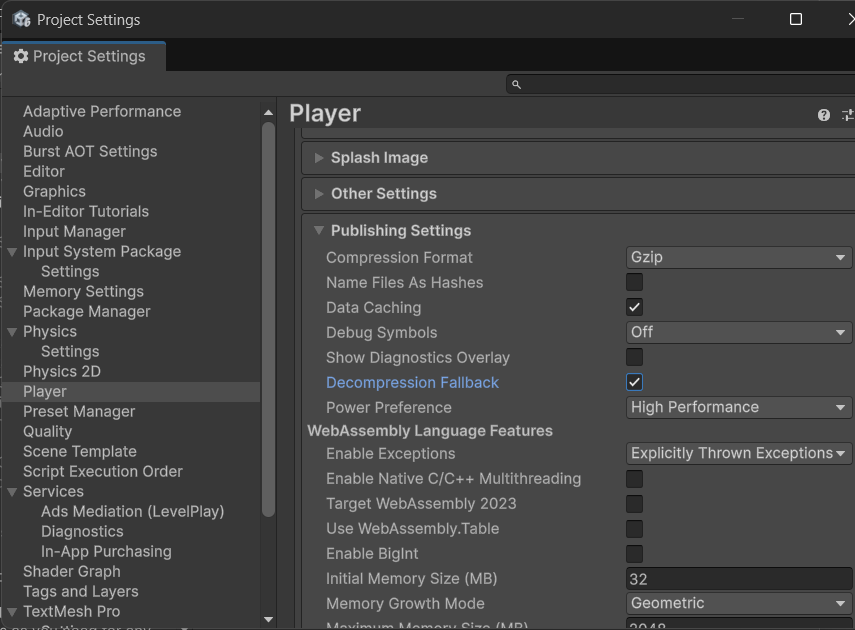 Project Settings
Project Settings
Adaptive Performance
Audio
Burst AOT Settings
Editor
Graphics
In-Editor Tutorials
Input Manager
Input System Package
Settings
Memory Settings
Package Manager
Physics
Settings
Physics 2D
Player
Preset Manager
Quality
Scene Template
Script Execution Order
Services
Ads Mediation (LevelPlay)
Diagnostics
In-App Purchasing
Shader Graph
Tags and Layers
TextMesh Pro
Player
Splash Image
Other Settings
Publishing Settings
Compression Format Gzip
Name Files As Hashes
Data Caching
Debug Symbols Off
Show Diagnostics Overlay
Decompression Fallback
Power Preference High Performance
WebAssembly Language Features
Enable Exceptions Explicitly Thrown Exceptions
Enable Native C/C++ Multithreading
Target WebAssembly 2023
Use WebAssembly.Table
Enable BigInt
Initial Memory Size (MB) 32
Memory Growth Mode Geometric
Maximum Memory Size (MB) 2048